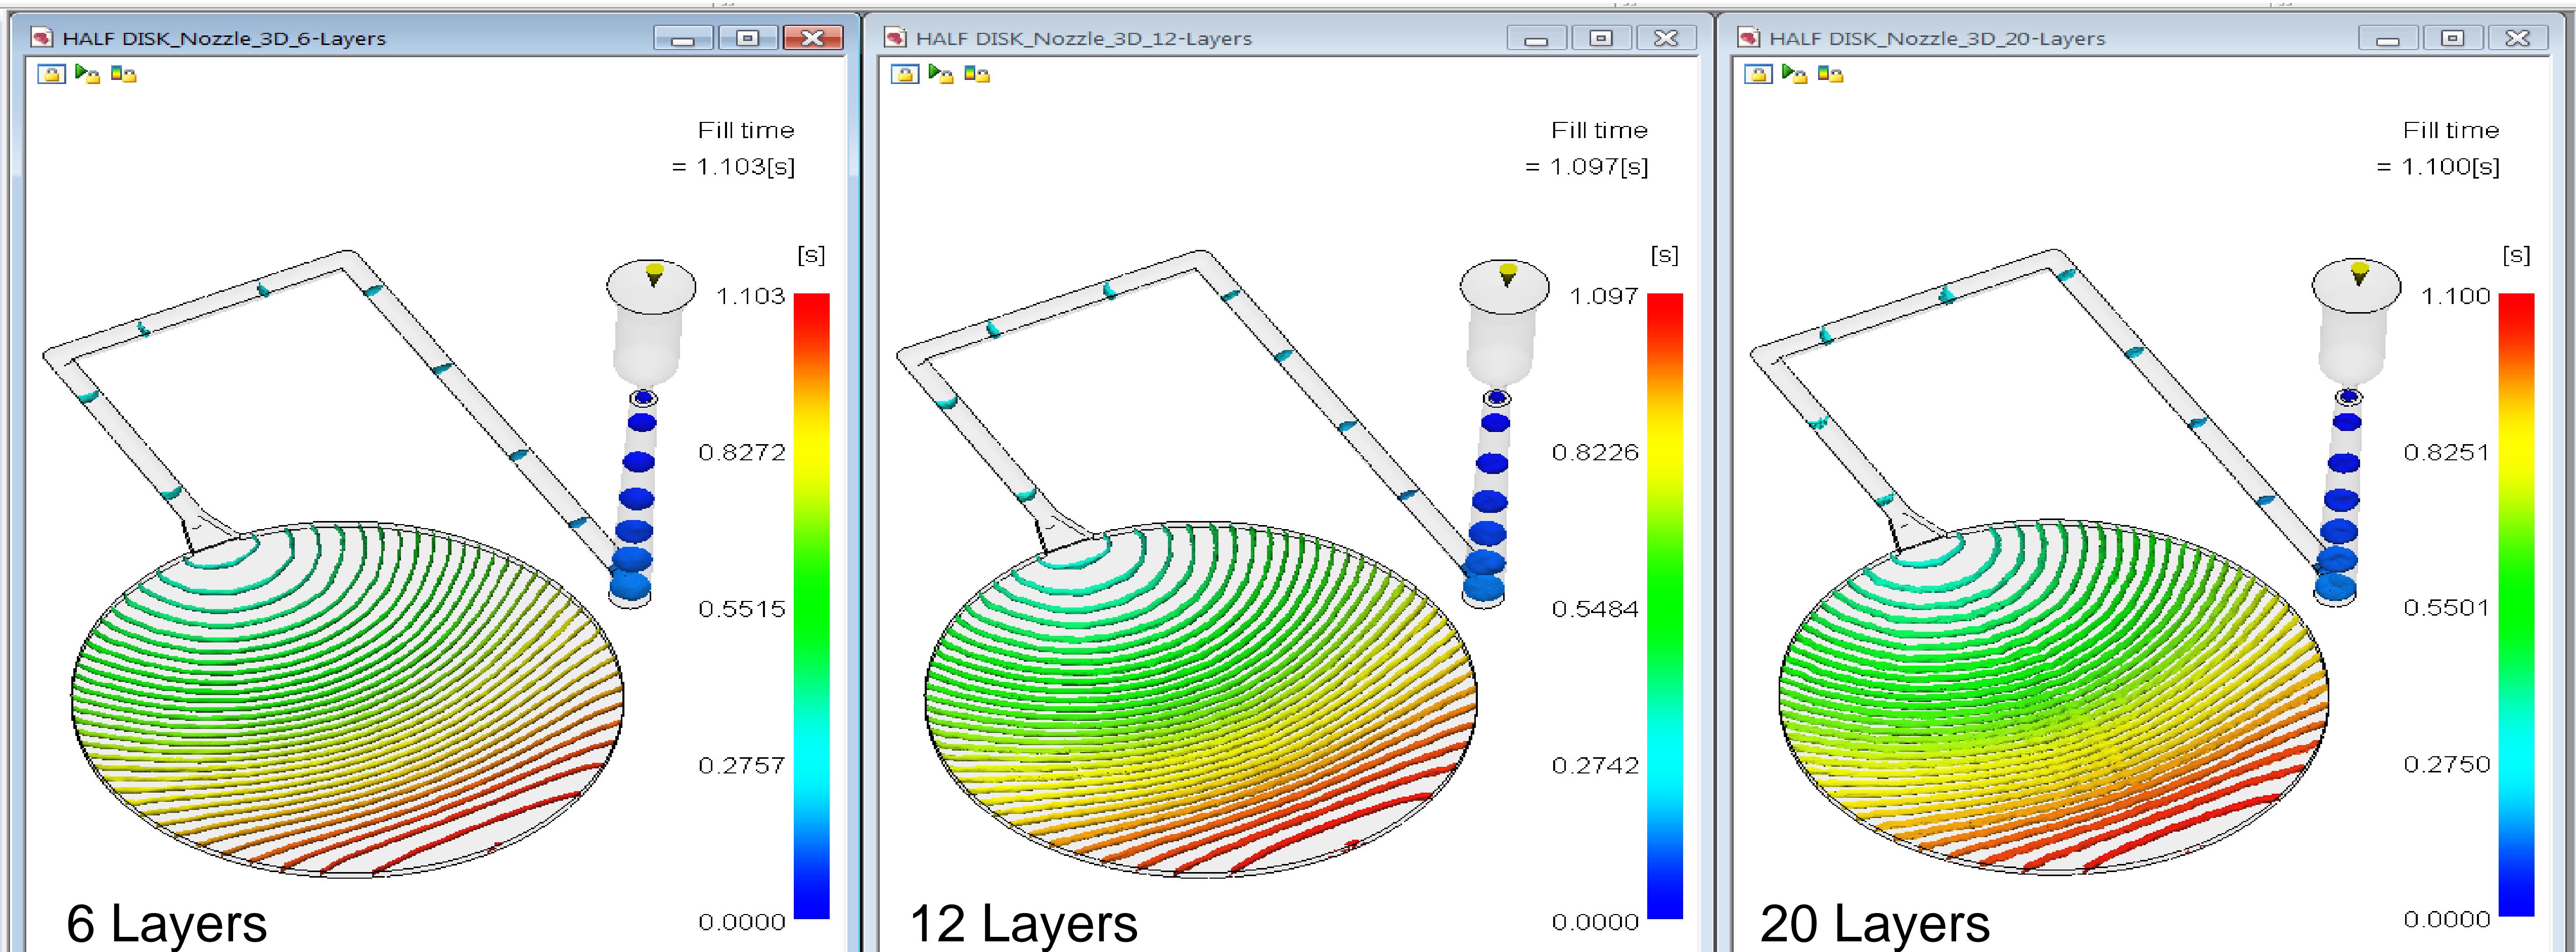 HALF DISK_Nozzle_3D_6-Layers
Fill time
= 1.103[s]
[s]
1.103
0.8272
0.5515
0.2757
0.0000
6 Layers
HALF DISK_Nozzle_3D_12-Layers
Fill time
= 1.097[s]
[s]
1.097
0.8226
0.5484
0.2742
0.0000
12 Layers
HALF DISK_Nozzle_3D_20-Layers
Fill time
= 1.100[s]
[s]
1.100
0.8251
0.5501
0.2750
0.0000
20 Layers